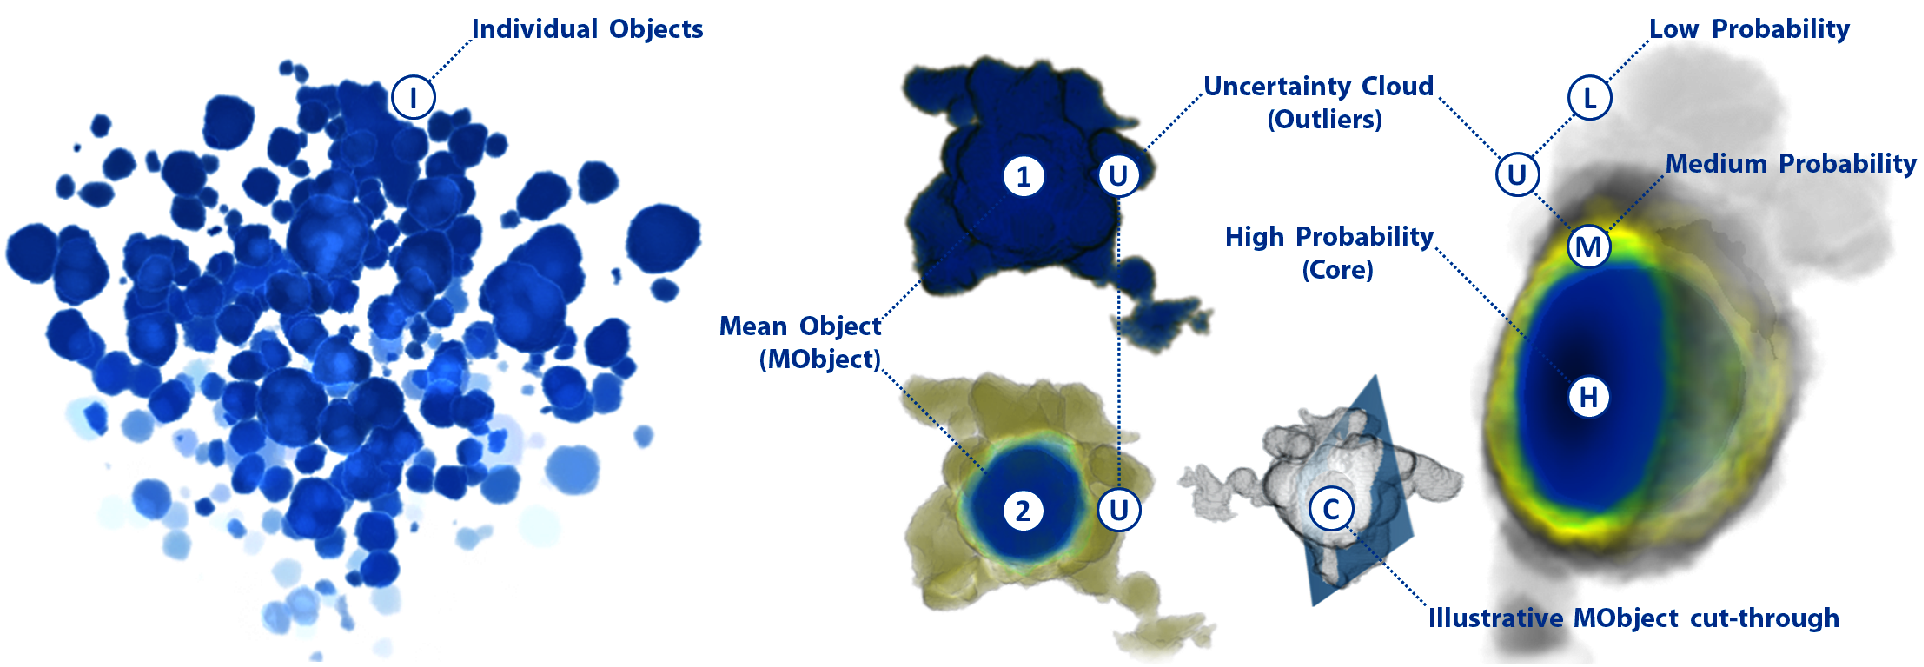 Individual Objects
I
Mean Object
(MObject)
1
U
2
U
Uncertainty Cloud
(Outliers)
High Probability
(Core)
C
Illustrative MObject cut-through
Low Probability
L
U
Medium Probability
M
H